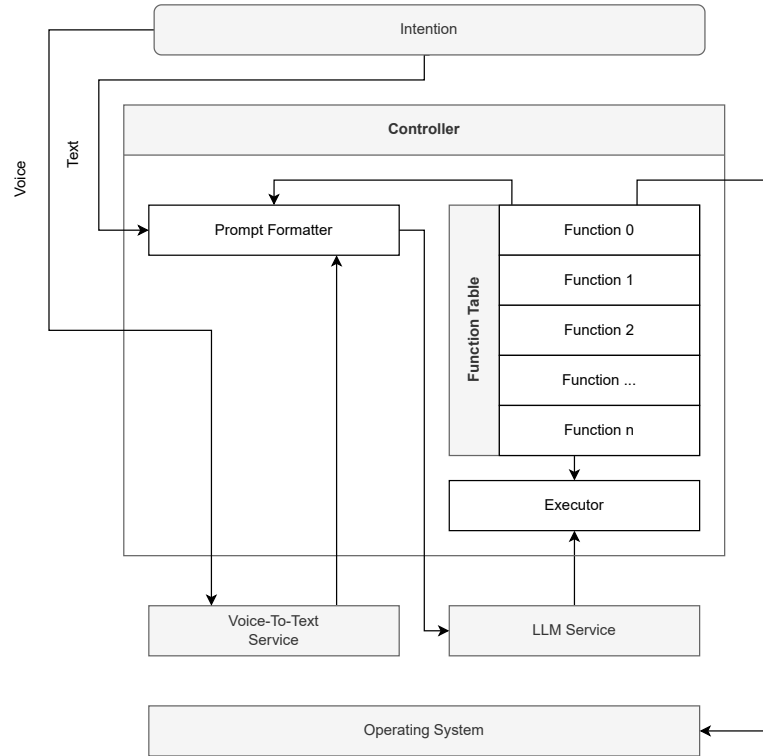 Intention
Voice
Text
Controller
Prompt Formatter
Function Table
Function 0
Function 1
Function 2
Function ...
Function n
Executor
Voice-To-Text
Service
LLM Service
Operating System